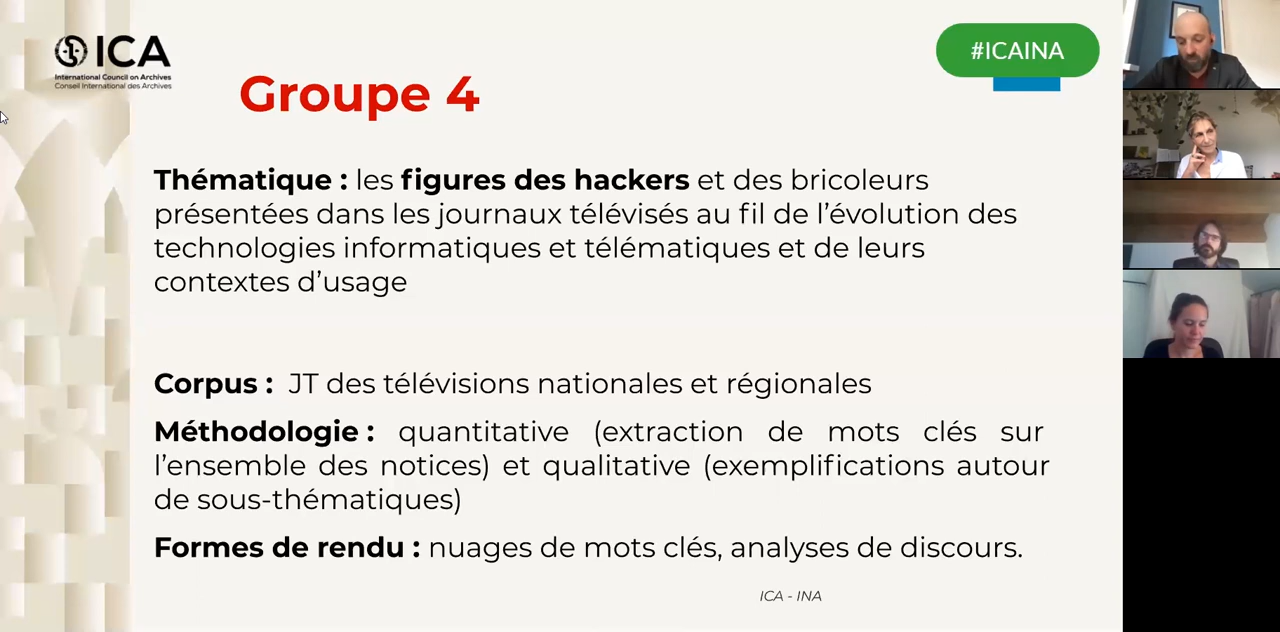 ICA
International Council on Archives
Conseil International des Archives
#ICAINA
Groupe 4
Thématique : les figures des hackers et des bricoleurs
présentées dans les journaux télévisés au fil de l’évolution des
technologies informatiques et télématiques et de leurs
contextes d’usage
Corpus : JT des télévisions nationales et régionales
Méthodologie : quantitative (extraction de mots clés sur
l’ensemble des notices) et qualitative (exemplifications autour
de sous-thématiques)
Formes de rendu : nuages de mots clés, analyses de discours.
ICA - INA